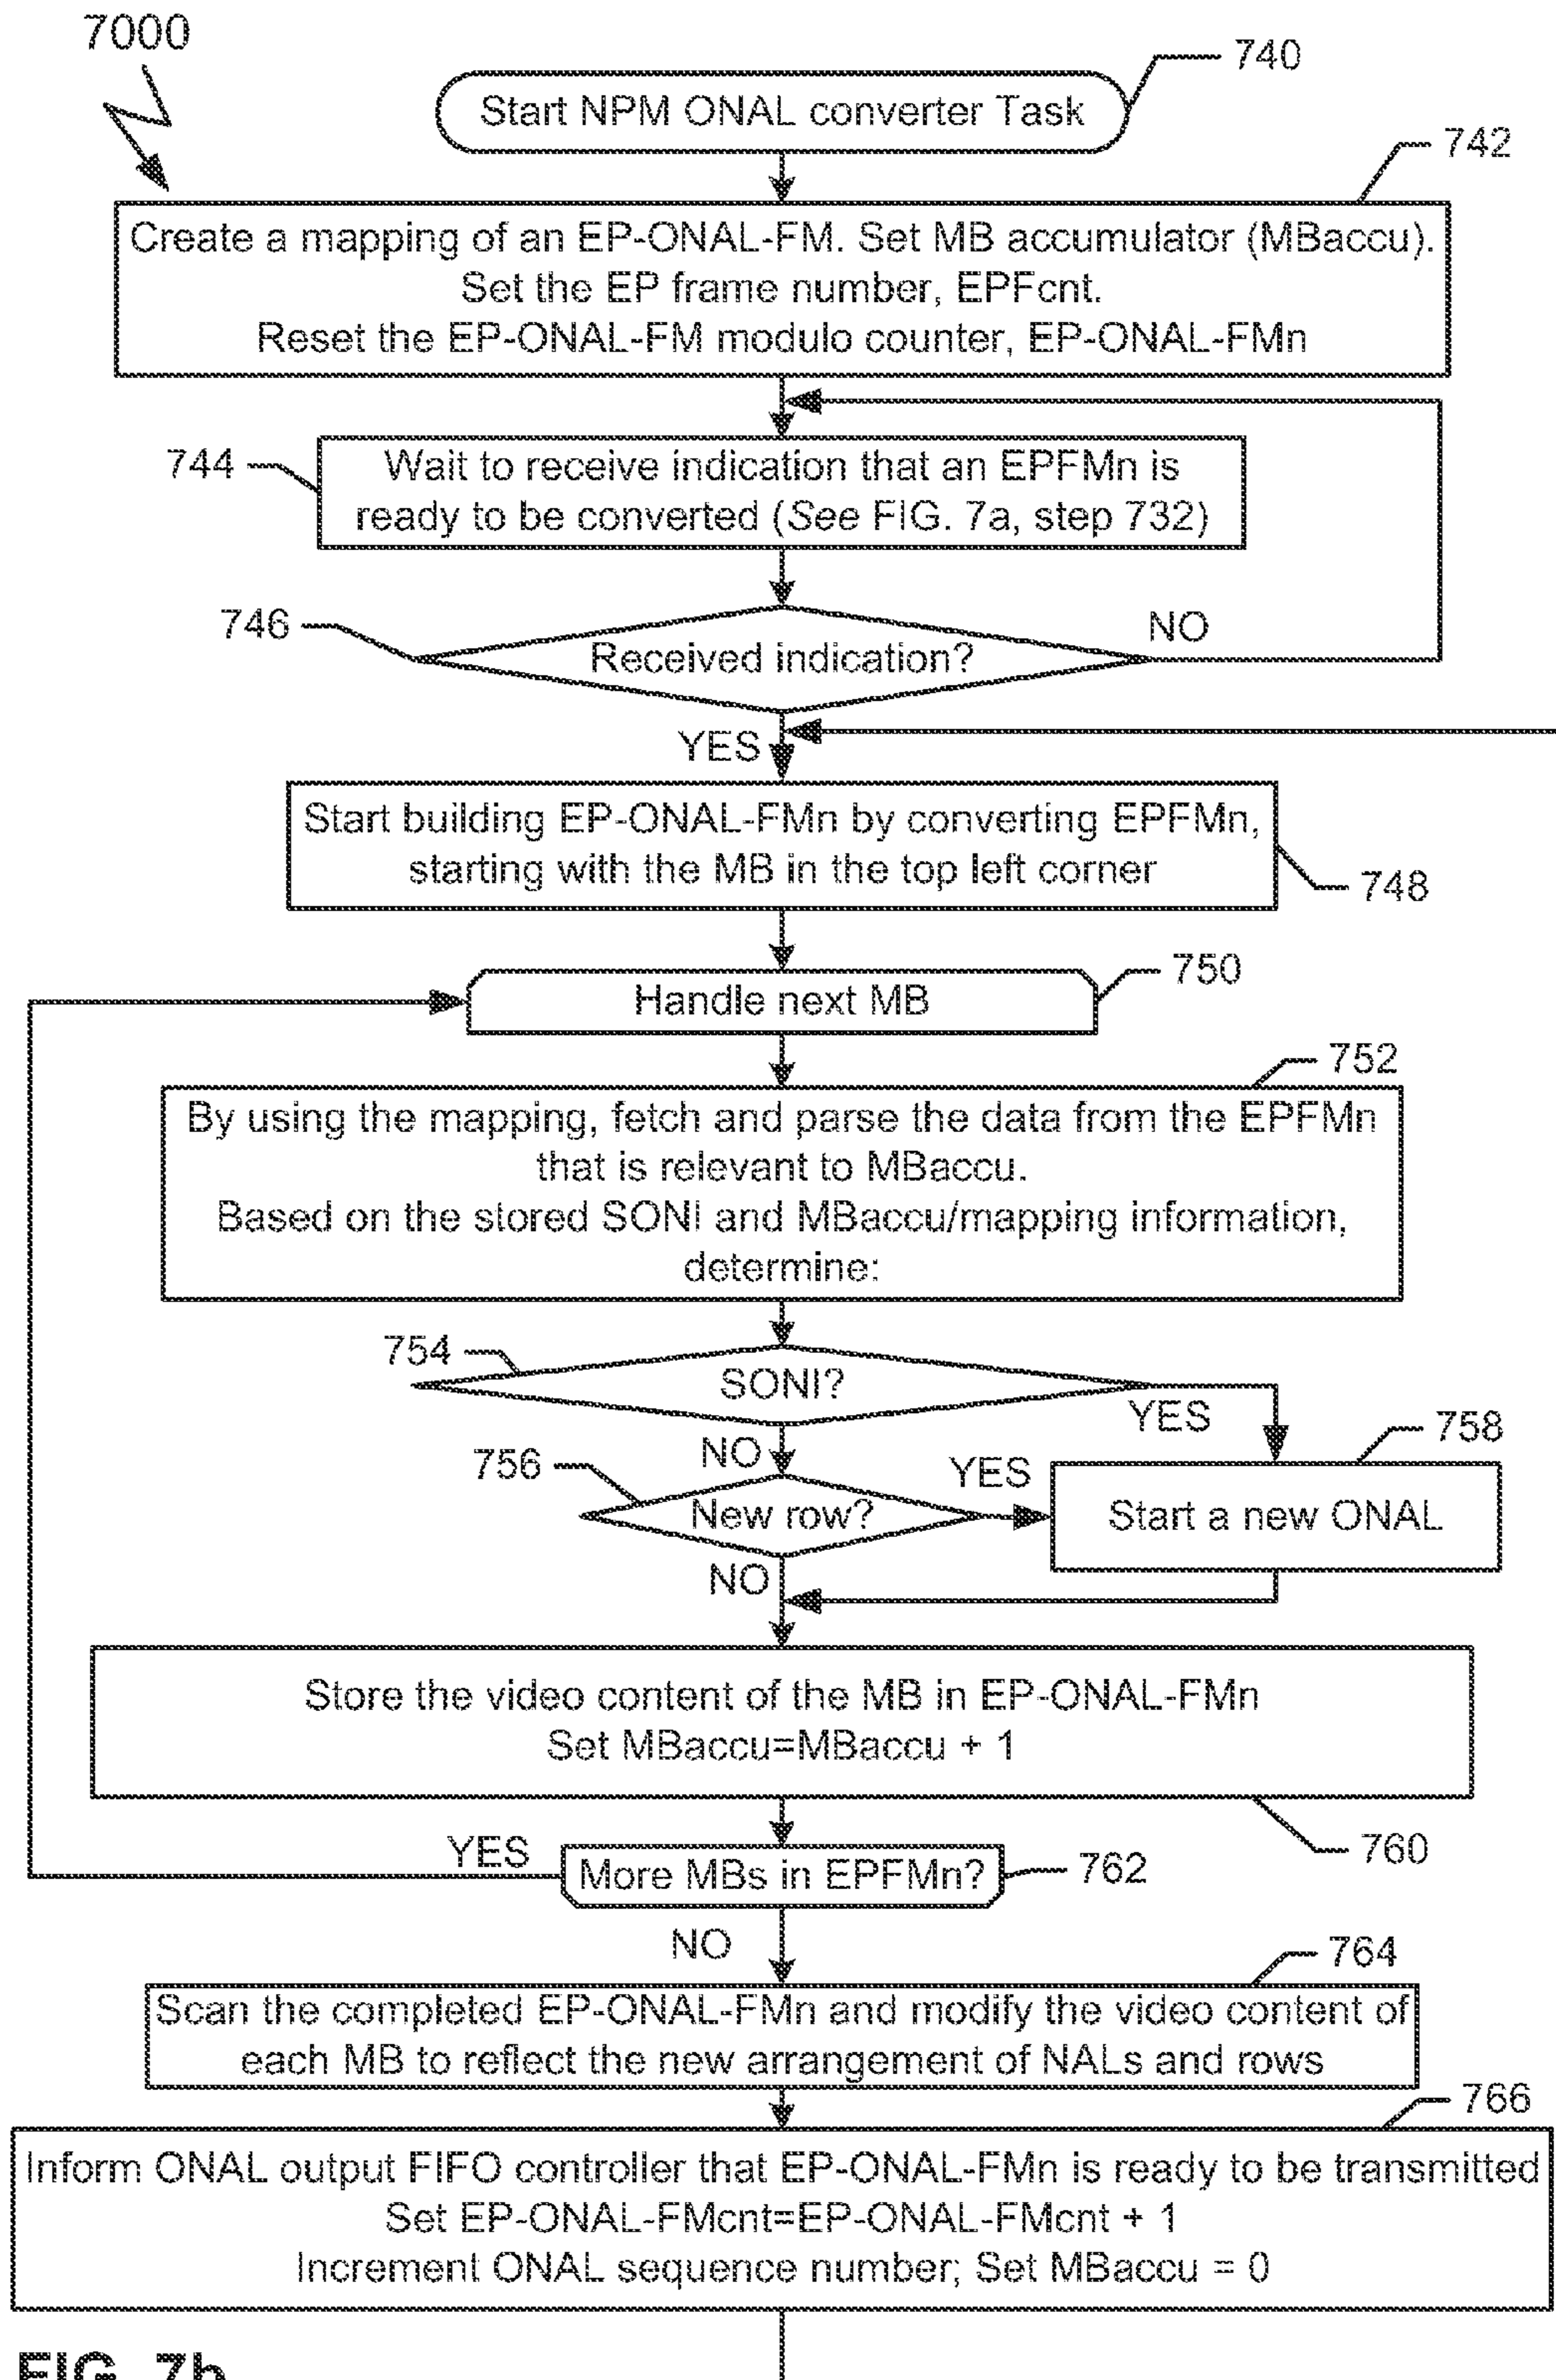 7000
740
Start NPM ONAL converter Task
742
Create a mapping of an EP-ONAL-FM. Set MB accumulator (MBaccu).
Set the EP frame number, EPFcnt.
Reset the EP-ONAL-FM modulo counter, EP-ONAL-FMn
744
Wait to receive indication that an EPFMn is
ready to be converted (See FIG. 7a, step 732)
746
NO
Received indication?
YES
Start building EP-ONAL-FMn by converting EPFMn,
starting with the MB in the top left corner
748
750
Handle next MB
752
By using the mapping, fetch and parse the data from the EPFMn
that is relevant to MBaccu.
Based on the stored SONI and MBaccu/mapping information,
determine:
754
SONI?
YES
758
NO
756
YES
New row?
Start a new ONAL
NO
Store the video content of the MB in EP-ONAL-FMn
Set MBaccu=MBaccu + 1
760
YES
More MBs in EPFMn?
762
NO
764
Scan the completed EP-ONAL-FMn and modify the video content of
each MB to reflect the new arrangement of NALs and rows
766
Inform ONAL output FIFO controller that EP-ONAL-FMn is ready to be transmitted
Set EP-ONAL-FMcnt=EP-ONAL-FMcnt + 1
Increment ONAL sequence number; Set MBaccu = 0
FIG. 7b